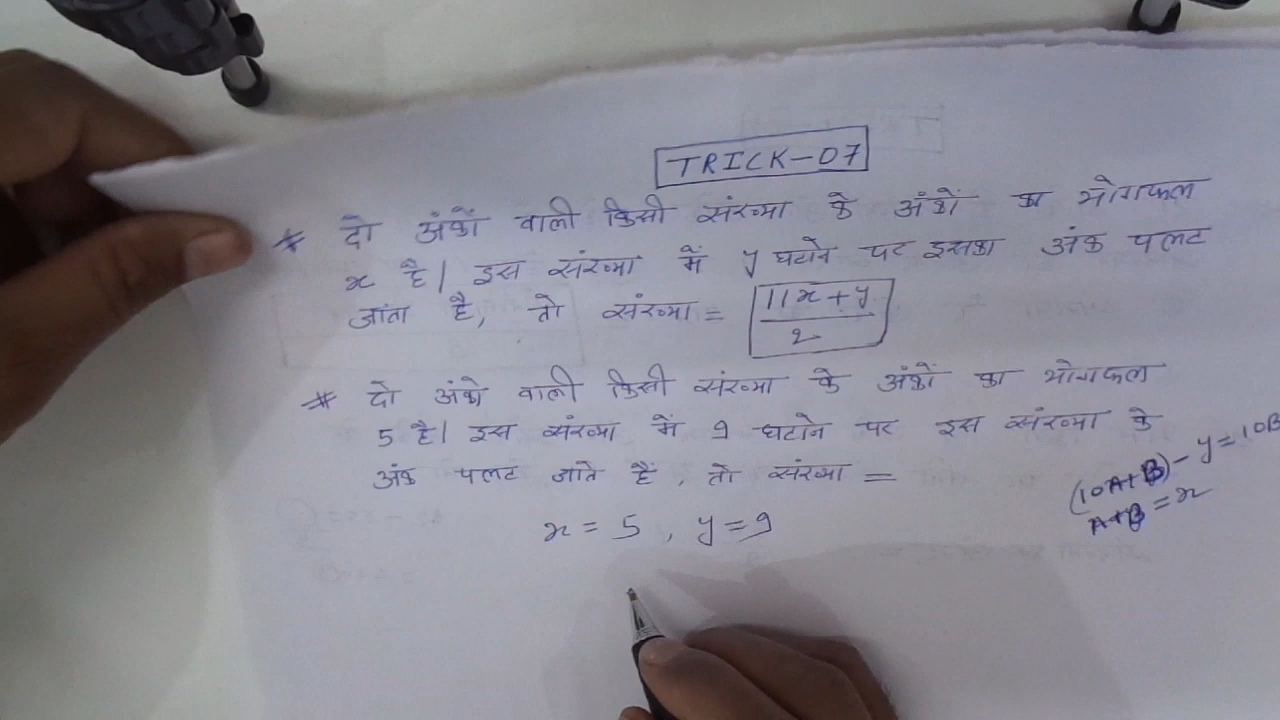 TRICK-07
* दो अंकों वाली किसी संख्या के अंकों का योगफल
x है। इस संख्या में y घटाने पर इसका अंक पलट
जाता है, तो संख्या = 11x + y / 2
* दो अंको वाली किसी संख्या के अंकों का योगफल
5 है। इस संख्या में 9 घटाने पर इस संख्या के
अंक पलट जाते हैं, तो संख्या =
(10A+B) - y = 10B
A+B = x
x = 5, y = 9